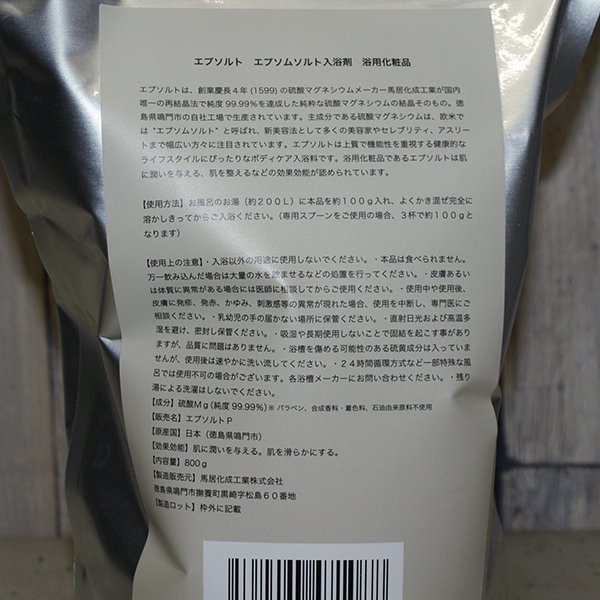 エプソルト　エプソムソルト入浴剤　浴用化粧品
エプソルトは、創業慶長4年 (1599) の硫酸マグネシウムメーカー馬居化成工業が国内
唯一の再結晶法で純度 99.99%を達成した純粋な硫酸マグネシウムの結晶そのもの。徳
島県鳴門市の自社工場で生産されています。主成分である硫酸マグネシウムは、欧米で
は "エプソムソルト" と呼ばれ、新美容法として多くの美容家やセレブリティ、アスリー
トまで幅広い方々に注目されています。エプソルトは上質で機能性を重視する健康的な
ライフスタイルにぴったりなボディケア入浴料です。浴用化粧品であるエプソルトは肌
に潤いを与える、肌を整えるなどの効果効能が認められています。
【使用方法】お風呂のお湯（約200L）に本品を約100g入れ、よくかき混ぜ完全に
溶かしきってからご入浴ください。（専用スプーンをご使用の場合、3杯で約100gと
なります）
【使用上の注意】・入浴以外の用途に使用しないでください。・本品は食べられません。
万一飲み込んだ場合は大量の水を飲ませるなどの処置を行ってください。・皮膚あるい
は体質に異常がある場合には医師に相談してからご使用ください。・使用中や使用後、
皮膚に発疹、発赤、かゆみ、刺激感等の異常が現れた場合、使用を中断し、専門医にご
相談ください。・乳幼児の手の届かない場所に保管ください。・直射日光および高温多
湿を避け、密封し保管ください。・吸湿や長期使用しないことで固結を起こす事があり
ますが、品質に問題はありません。・浴槽を傷める可能性のある硫黄成分は入っていま
せんが、使用後は速やかに洗い流してください。・24時間循環方式など一部特殊な風
呂では使用不可の場合がございます。各浴槽メーカーにお問い合わせください。・残り
湯による洗濯はしないでください。
【成分】硫酸Mg (純度 99.99%) ※ パラベン、合成香料・着色料、石油由来原料不使用
【販売名】エプソルトP
【原産国】日本（徳島県鳴門市）
【効果効能】肌に潤いを与える。肌を滑らかにする。
【内容量】800g
【製造販売元】馬居化成工業株式会社
徳島県鳴門市撫養町黒崎字松島60番地
【製造ロット】枠外に記載